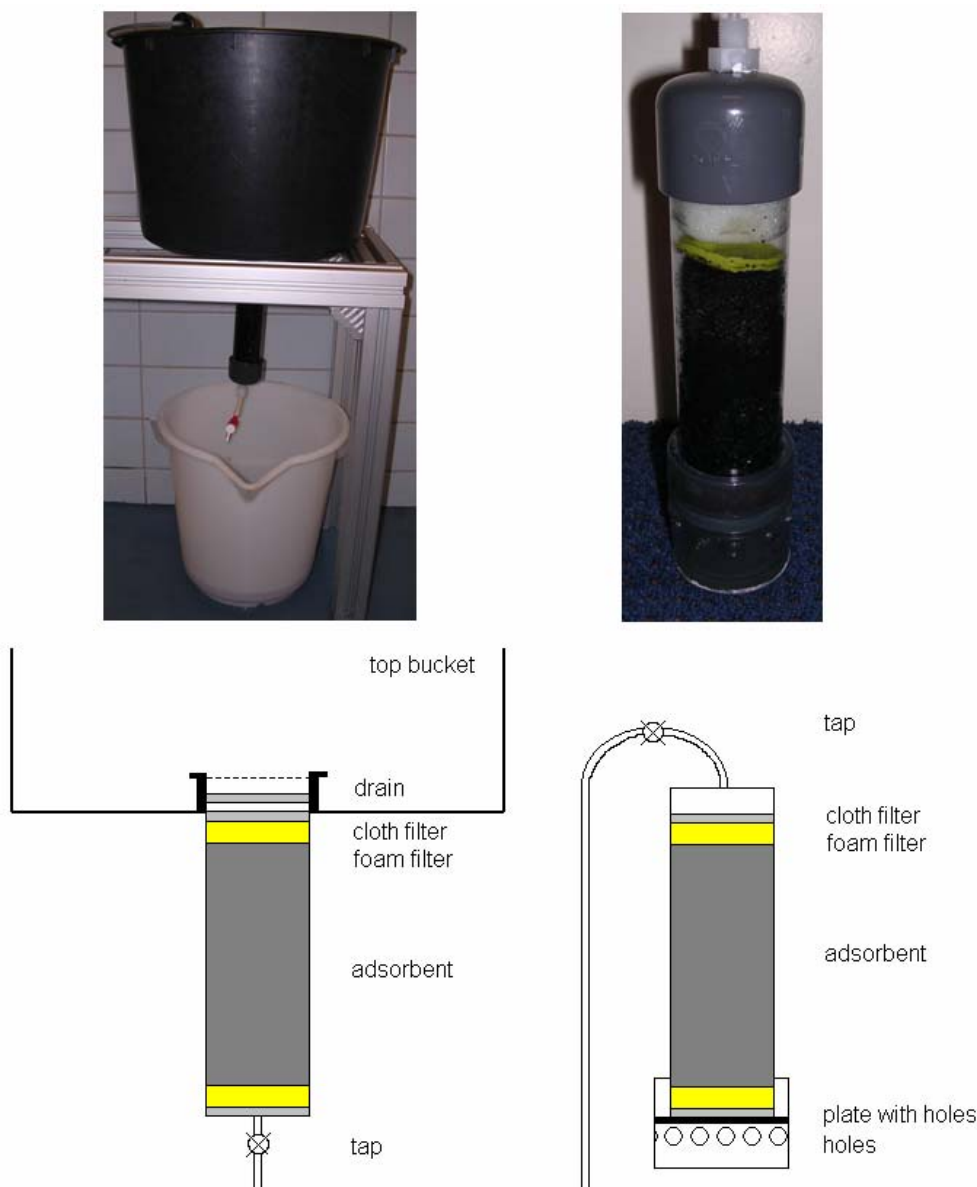 top bucket
drain
cloth filter
foam filter
adsorbent
tap
tap
cloth filter
foam filter
adsorbent
plate with holes
holes